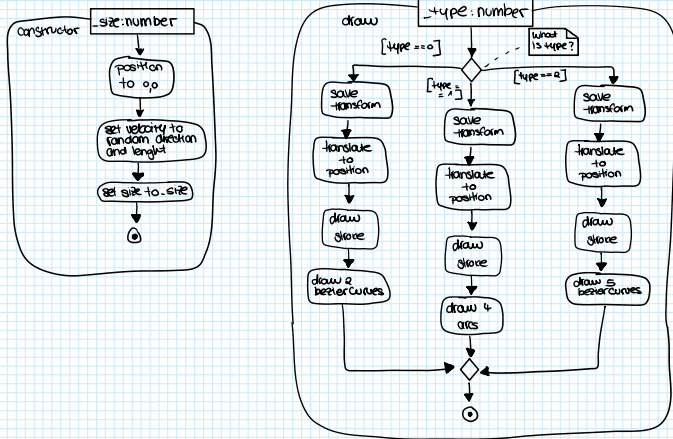 constructor
_size:number
position
to 0,0
set velocity to
random direction
and lenght
set size to _size
draw
_type:number
[type ==0]
What
is type?
[type =
= 1]
[type==2]
save
transform
translate
to
position
draw
stroke
draw 2
bezierCurves
save
transform
translate
to
position
draw
stroke
draw 4
arcs
save
transform
translate
to
position
draw
stroke
draw 5
bezierCurves